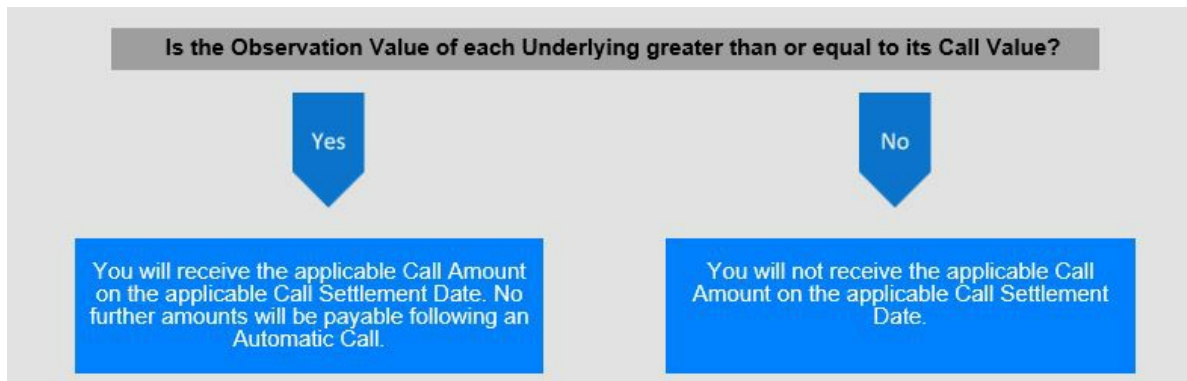 Is the Observation Value of each Underlying greater than or equal to its Call Value?
Yes
No
You will receive the applicable Call Amount
on the applicable Call Settlement Date. No
further amounts will be payable following an
Automatic Call.
You will not receive the applicable Call
Amount on the applicable Call Settlement
Date.